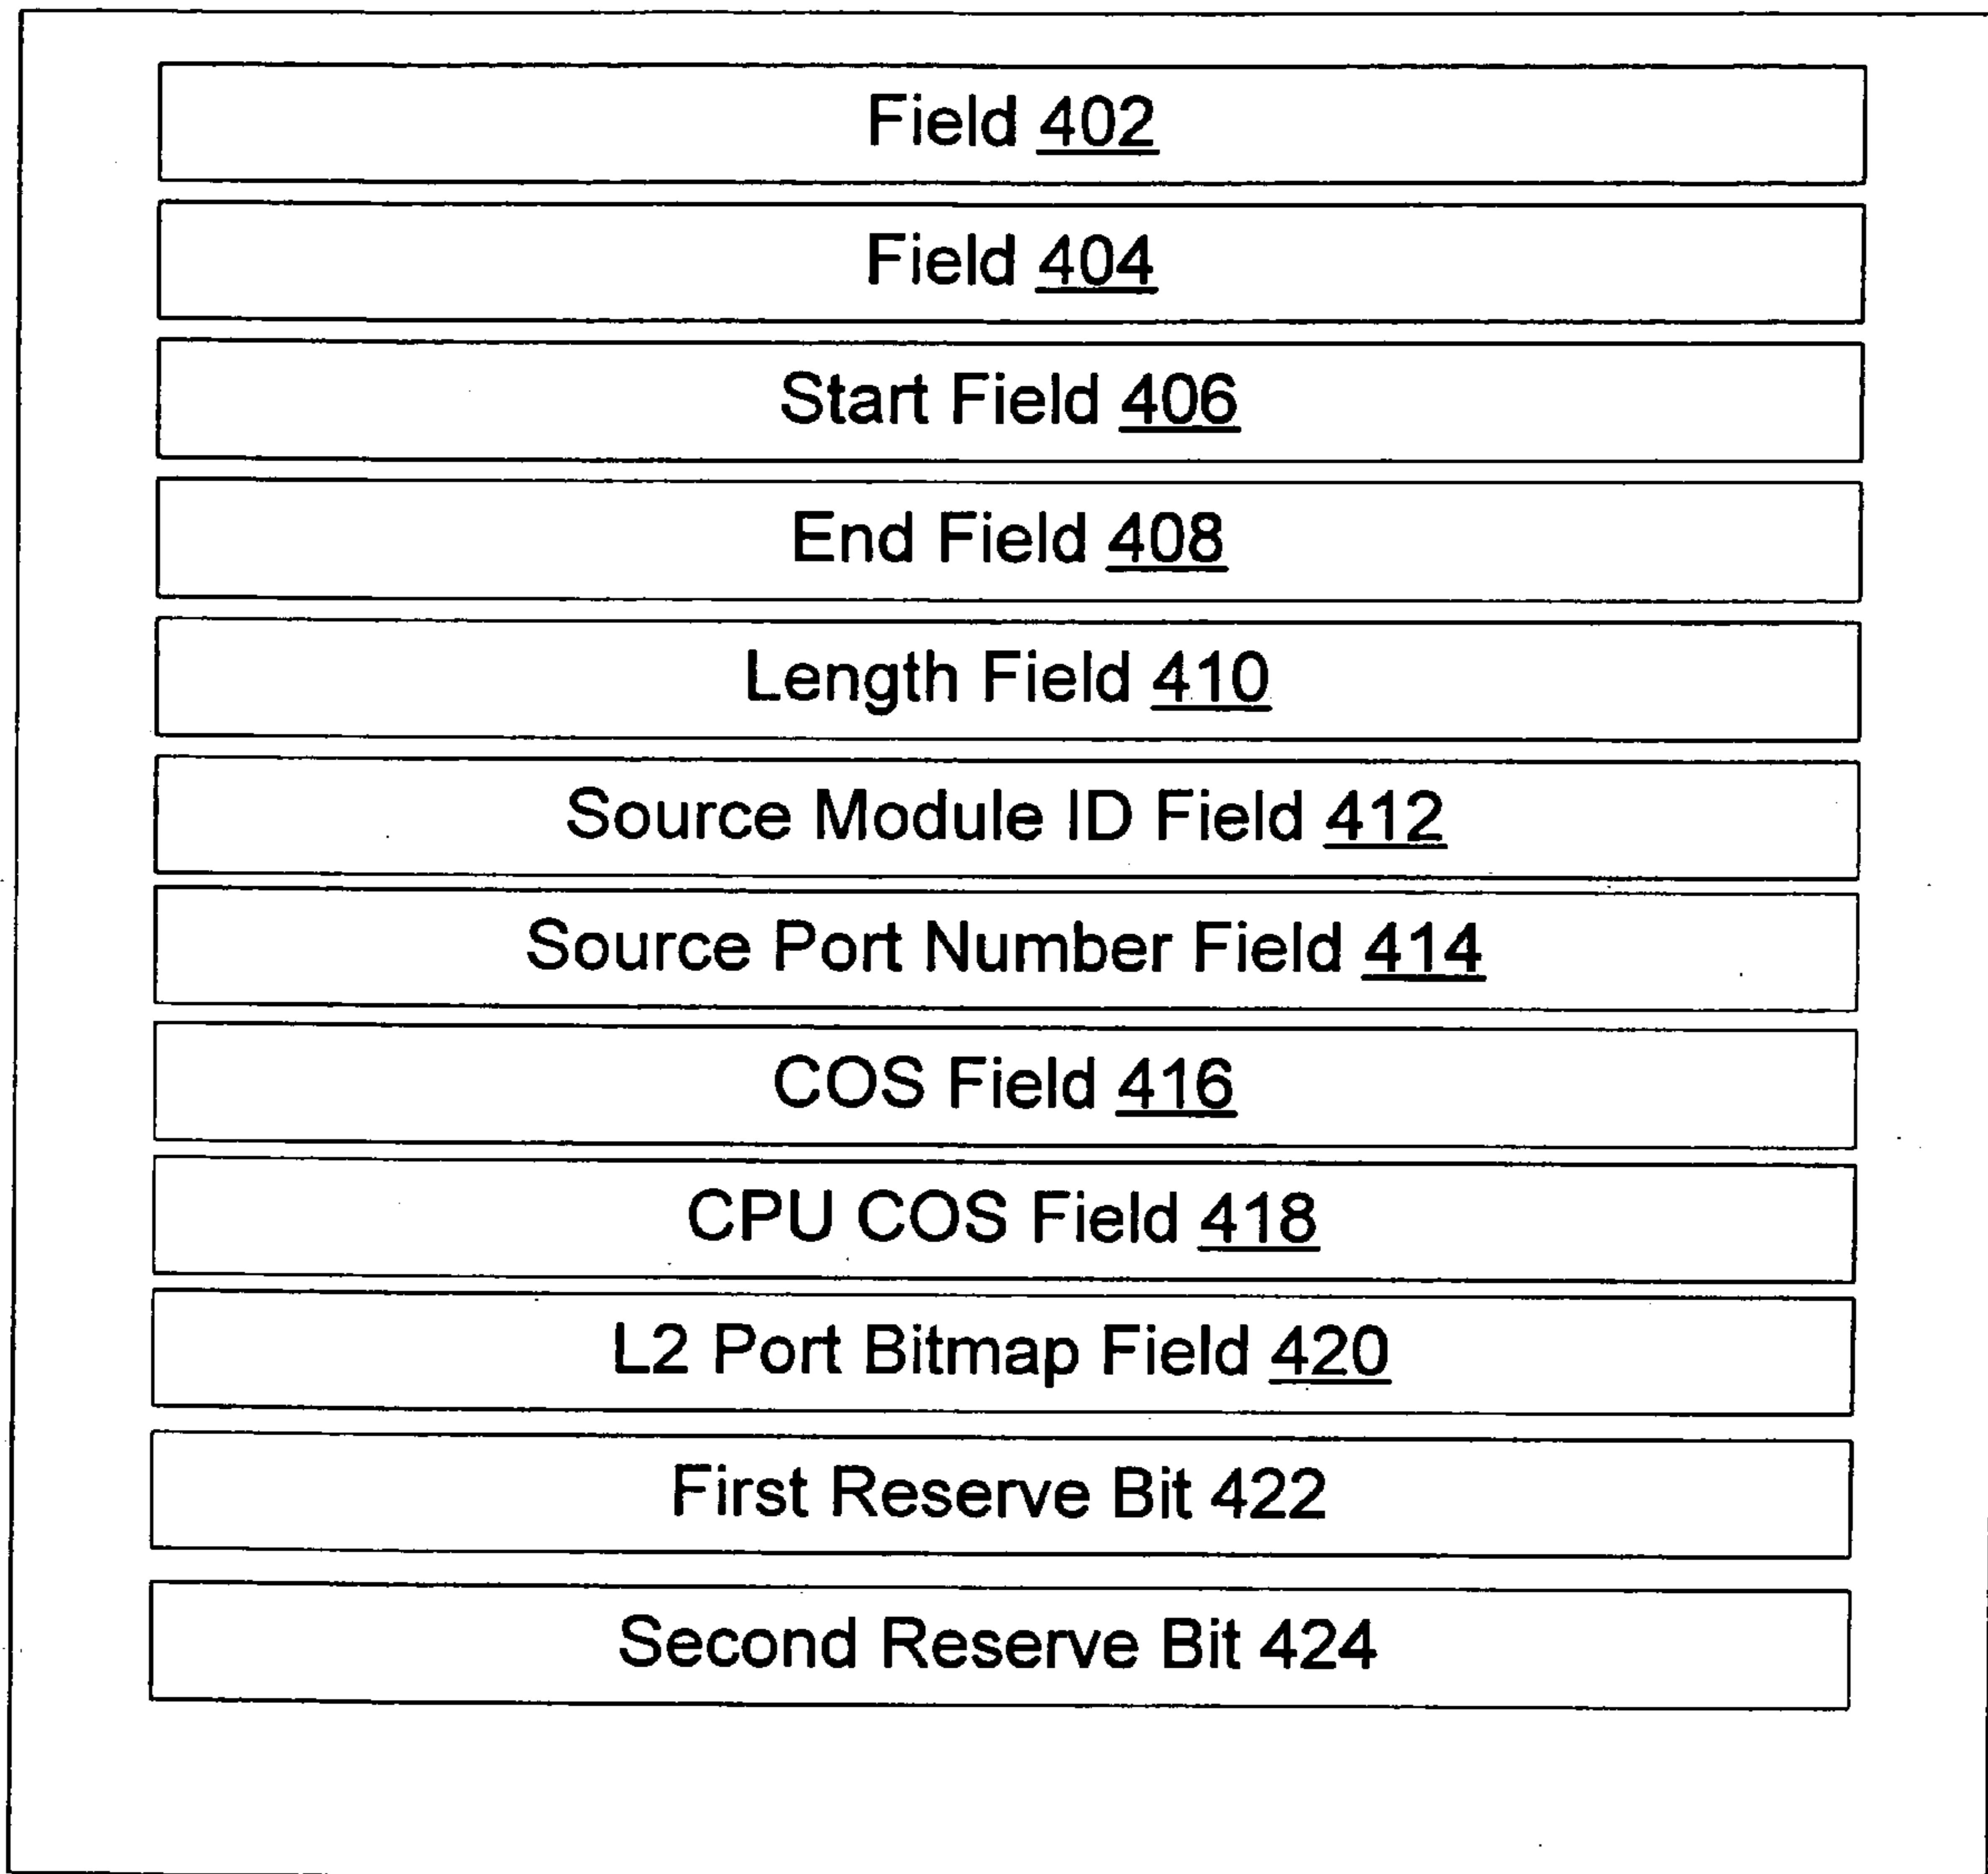 Field 402
Field 404
Start Field 406
End Field 408
Length Field 410
Source Module ID Field 412
Source Port Number Field 414
COS Field 416
CPU COS Field 418
L2 Port Bitmap Field 420
First Reserve Bit 422
Second Reserve Bit 424